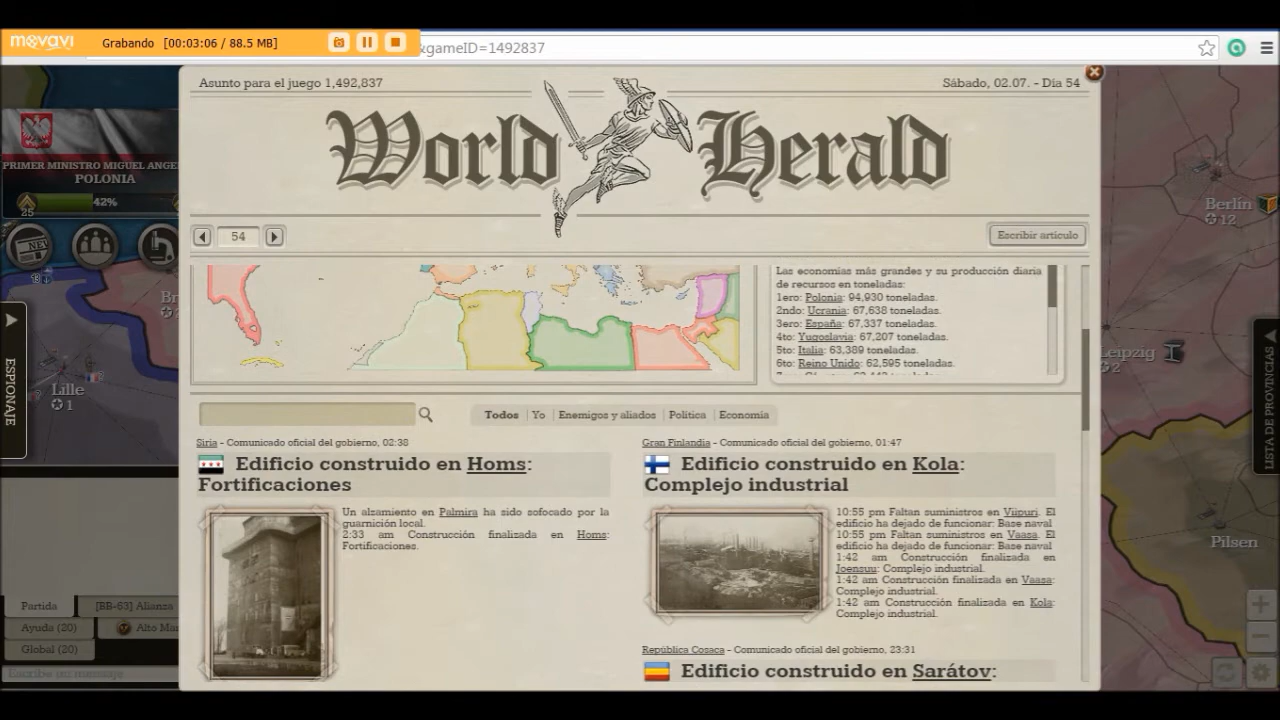 movavi
Grabando [00:03:06 / 88.5 MB]
&gameID=1492837
Asunto para el juego 1,492,837
Sábado, 02.07. - Día 54
World Herald
PRIMER MINISTRO MIGUEL ANGE
POLONIA
25
42%
NEW
13
54
Escribir artículo
Las economías más grandes y su producción diaria
de recursos en toneladas:
1ero: Polonia: 94,930 toneladas.
2ndo: Ucrania: 67,638 toneladas.
3ero: España: 67,337 toneladas.
4to: Yugoslavia: 67,207 toneladas.
5to: Italia: 63,389 toneladas.
6to: Reino Unido: 62,595 toneladas.
Todos
Yo
Enemigos y aliados
Política
Economía
Siria - Comunicado oficial del gobierno, 02:38
Edificio construido en Homs:
Fortificaciones
Un alzamiento en Palmira ha sido sofocado por la
guarnición local.
2:33 am Construcción finalizada en Homs:
Fortificaciones.
Gran Finlandia - Comunicado oficial del gobierno, 01:47
Edificio construido en Kola:
Complejo industrial
10:55 pm Faltan suministros en Viipuri. El
edificio ha dejado de funcionar: Base naval
10:55 pm Faltan suministros en Vaasa. El
edificio ha dejado de funcionar: Base naval
1:42 am Construcción finalizada en
Joensuu: Complejo industrial.
1:42 am Construcción finalizada en Vaasa:
Complejo industrial.
1:42 am Construcción finalizada en Kola:
Complejo industrial.
República Cosaca - Comunicado oficial del gobierno, 23:31
Edificio construido en Sarátov:
ESPIONAJE
Lille
1
Partida
[BB-63] Alianza
Ayuda (20)
Alto Ma
Global (20)
Escribe un mensaje
Berlín
12
Leipzig
2
Pilsen
LISTA DE PROVINCIAS